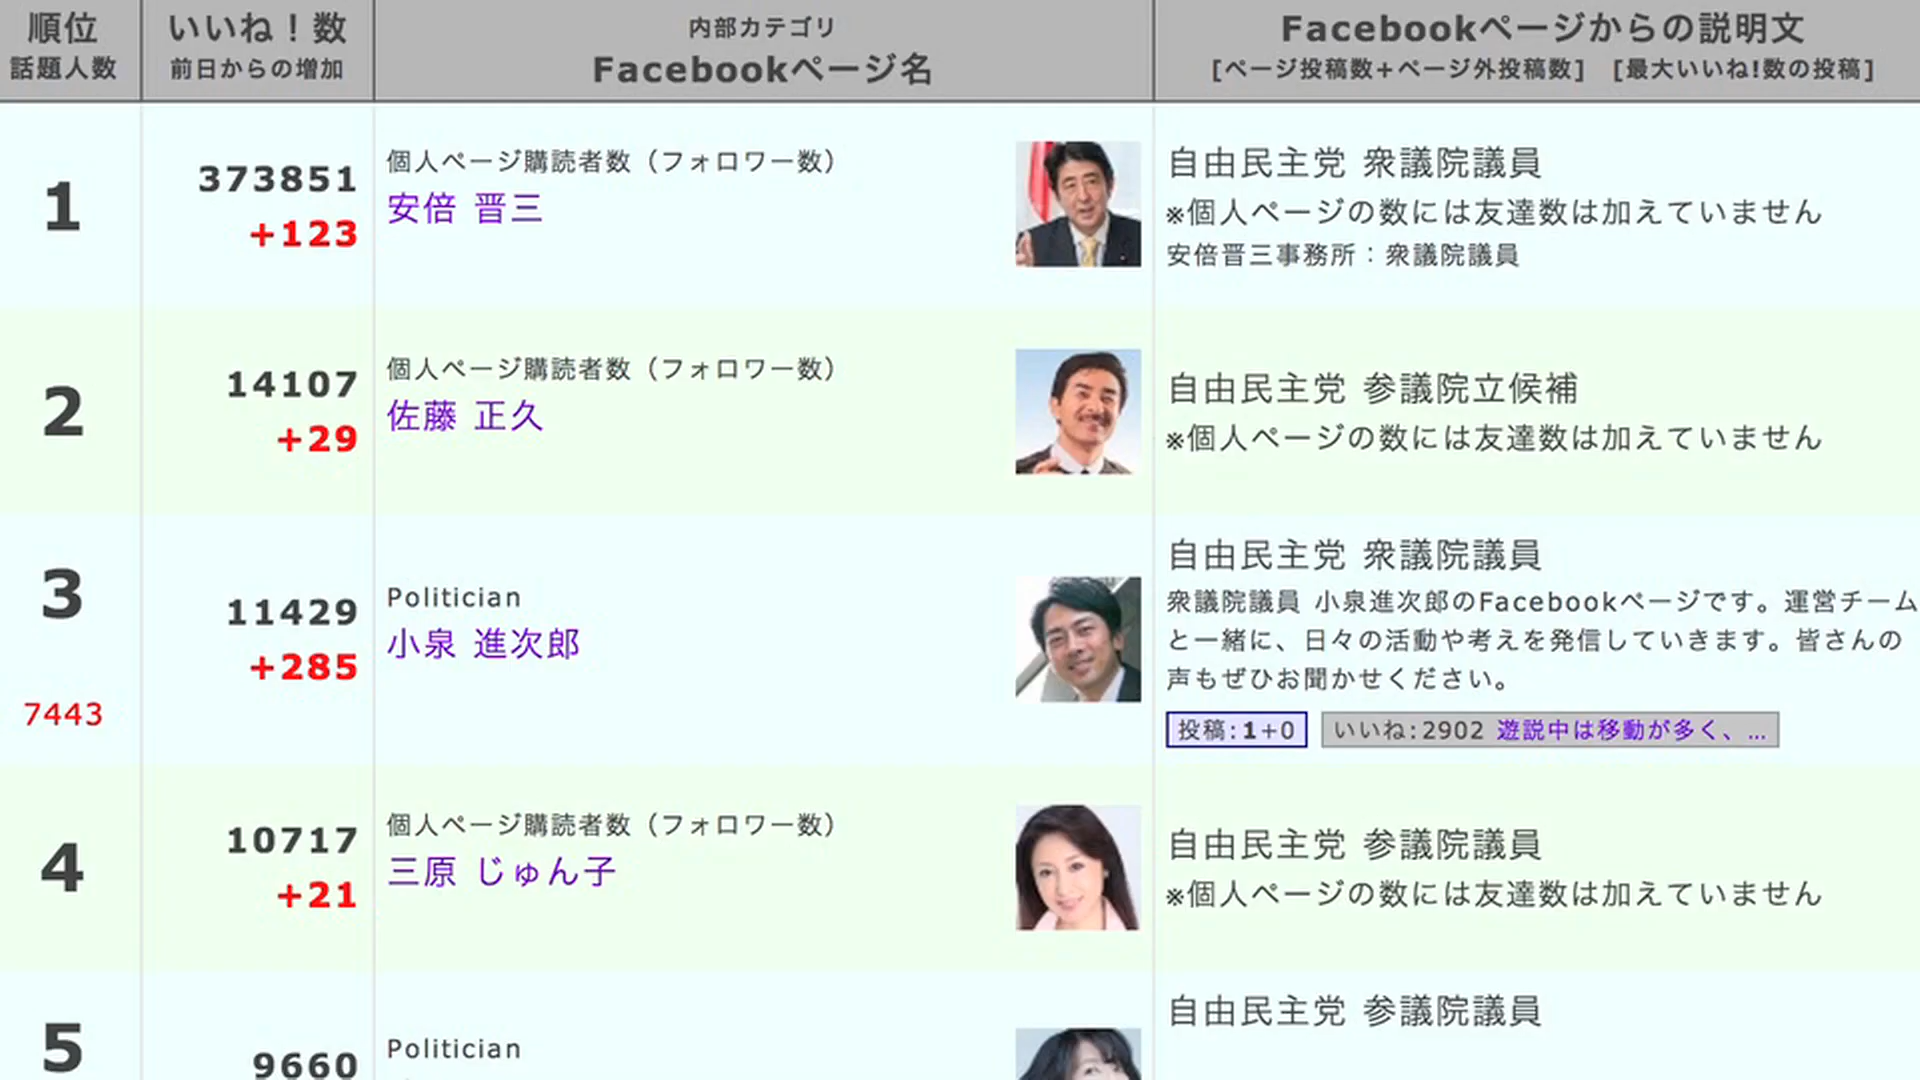 順位
話題人数
いいね！数
前日からの増加
内部カテゴリ
Facebookページ名
Facebookページからの説明文
[ページ投稿数+ページ外投稿数] [最大いいね!数の投稿]
1
373851
+123
個人ページ購読者数（フォロワー数）
安倍 晋三
自由民主党 衆議院議員
※個人ページの数には友達数は加えていません
安倍晋三事務所：衆議院議員
2
14107
+29
個人ページ購読者数（フォロワー数）
佐藤 正久
自由民主党 参議院立候補
※個人ページの数には友達数は加えていません
3
7443
11429
+285
Politician
小泉 進次郎
自由民主党 衆議院議員
衆議院議員 小泉進次郎のFacebookページです。運営チーム
と一緒に、日々の活動や考えを発信していきます。皆さんの
声もぜひお聞かせください。
投稿:1+0 いいね:2902 遊説中は移動が多く、...
4
10717
+21
個人ページ購読者数（フォロワー数）
三原 じゅん子
自由民主党 参議院議員
※個人ページの数には友達数は加えていません
5
9660
Politician
自由民主党 参議院議員